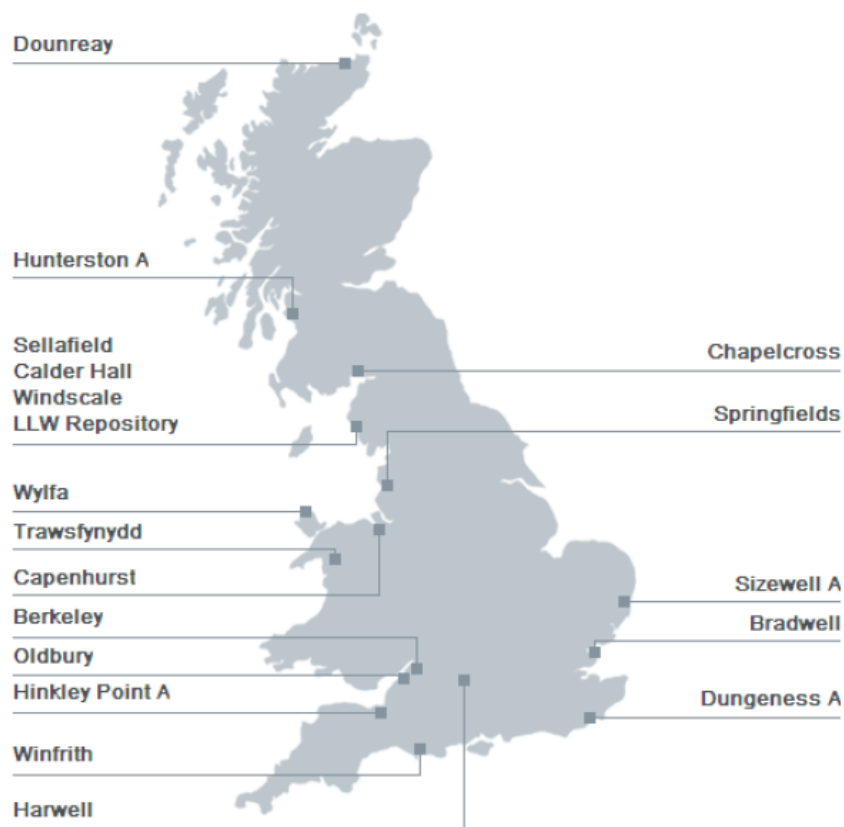 Dounreay
Hunterston A
Sellafield
Calder Hall
Windscale
LLW Repository
Wylfa
Trawsfynydd
Capenhurst
Berkeley
Oldbury
Hinkley Point A
Winfrith
Harwell
Chapelcross
Springfields
Sizewell A
Bradwell
Dungeness A